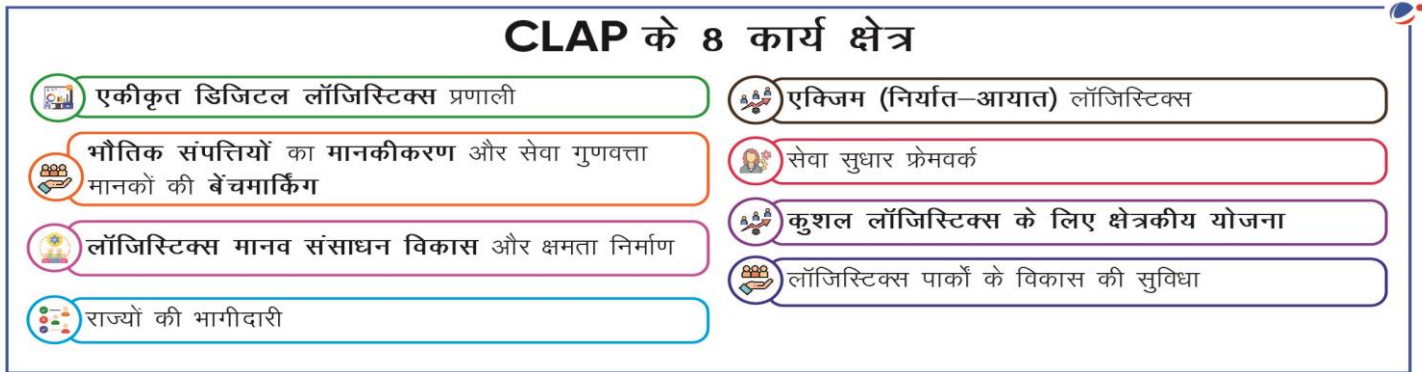 CLAP के 8 कार्य क्षेत्र
एकीकृत डिजिटल लॉजिस्टिक्स प्रणाली
भौतिक संपत्तियों का मानकीकरण और सेवा गुणवत्ता
मानकों की बेंचमार्किंग
लॉजिस्टिक्स मानव संसाधन विकास और क्षमता निर्माण
राज्यों की भागीदारी
एक्जिम (निर्यात–आयात) लॉजिस्टिक्स
सेवा सुधार फ्रेमवर्क
कुशल लॉजिस्टिक्स के लिए क्षेत्रकीय योजना
लॉजिस्टिक्स पार्कों के विकास की सुविधा